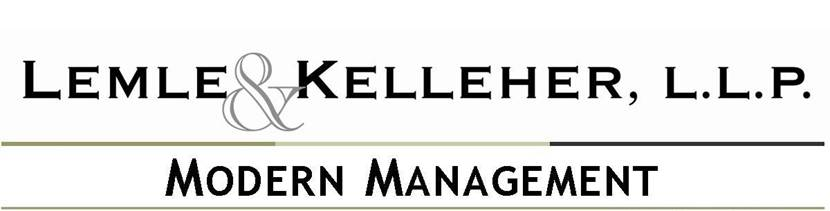 LEMLE & KELLEHER, L.L.P.
MODERN MANAGEMENT